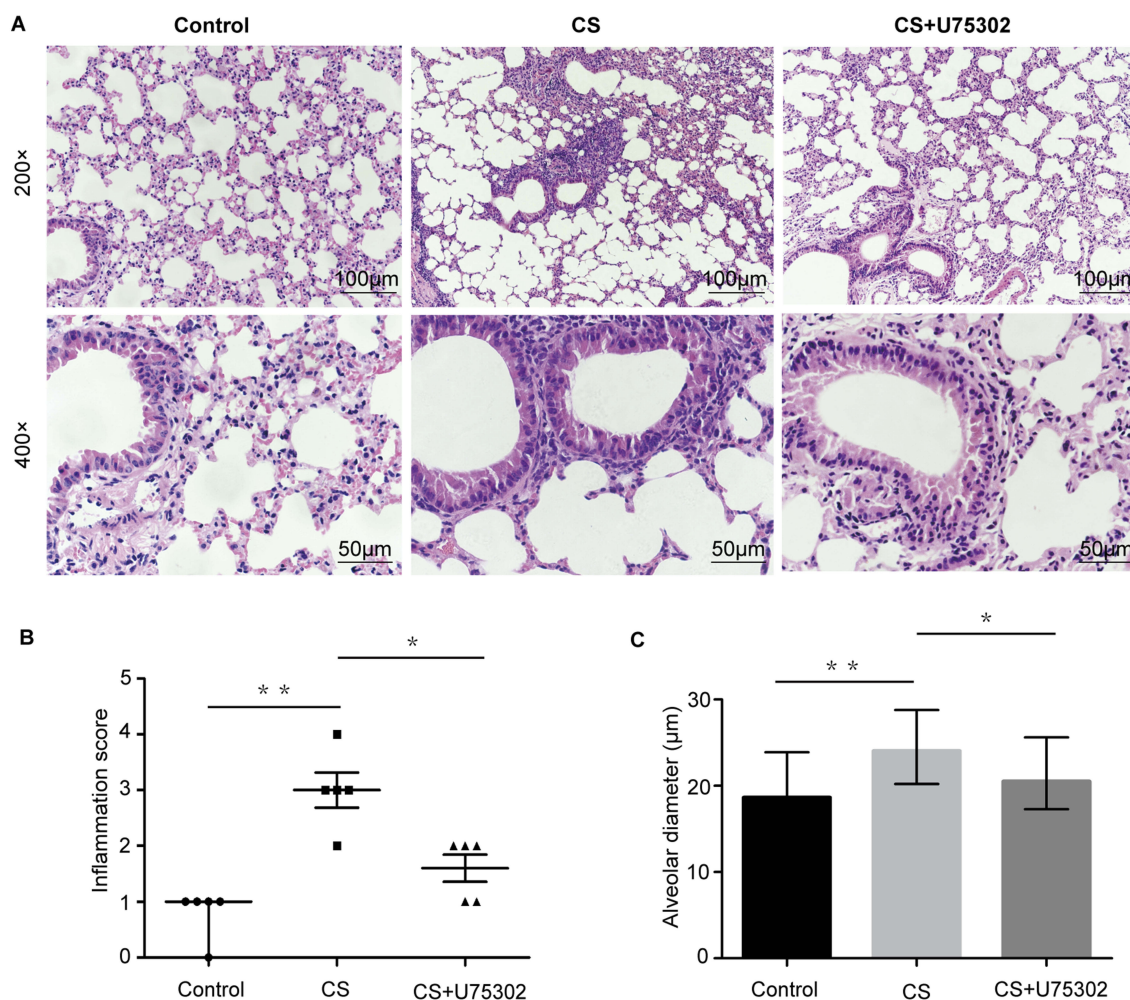 A
Control
CS
CS+U75302
200×
100μm
100μm
100μm
400×
50μm
50μm
50μm
B
C
*
*
* *
* *
Inflammation score
5
4
3
2
1
0
Control
CS
CS+U75302
Alveolar diameter (μm)
30
20
10
0
Control
CS
CS+U75302